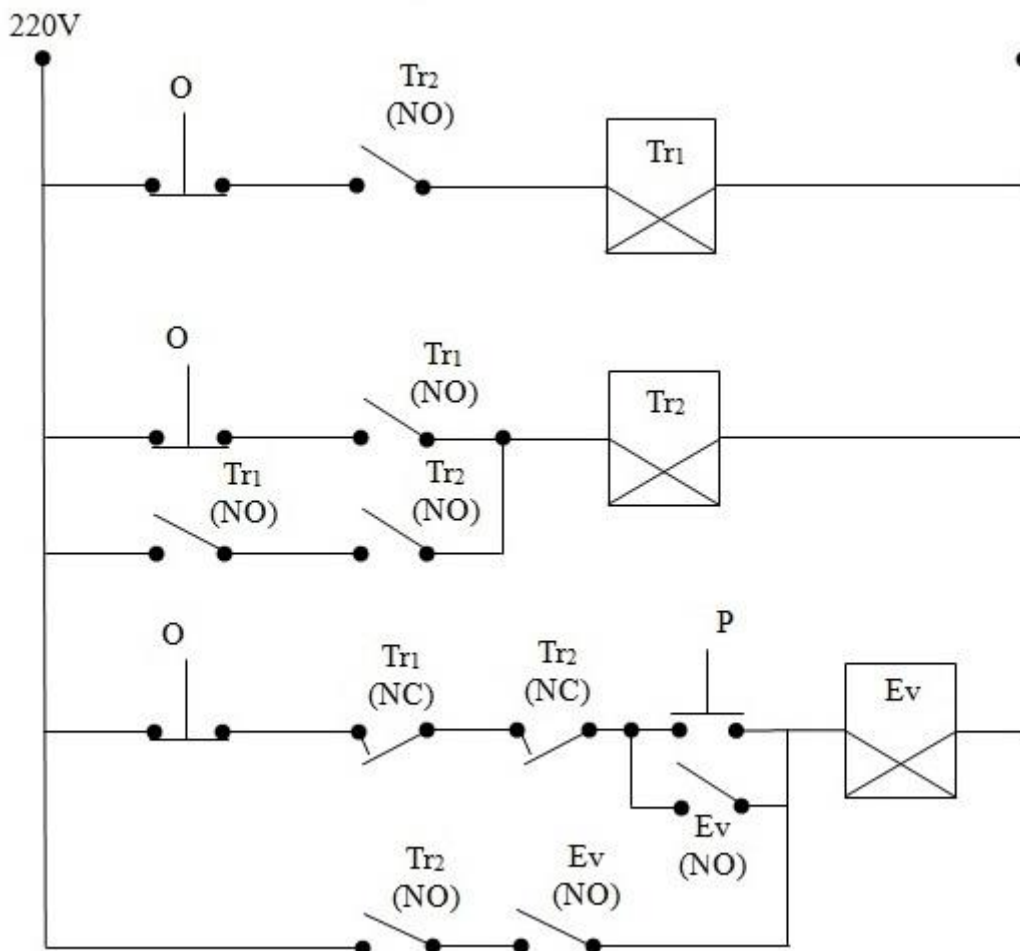 220V
O
Tr2
(NO)
Tr1
O
Tr1
(NO)
Tr2
Tr1
(NO)
Tr2
(NO)
O
Tr1
(NC)
Tr2
(NC)
P
Ev
Ev
(NO)
Tr2
(NO)
Ev
(NO)